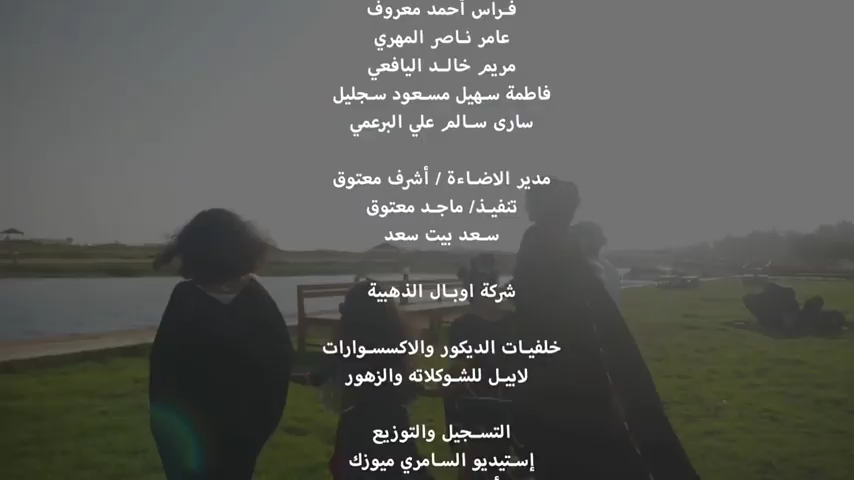 فراس أحمد معروف
عامر ناصر المهري
مريم خالد اليافعي
فاطمة سهيل مسعود سجليل
سارى سالم علي البرعمي
مدير الاضاءة / أشرف معتوق
تنفيذ/ ماجد معتوق
سعد بيت سعد
شركة اوبال الذهبية
خلفيات الديكور والاكسسوارات
لابيل للشوكلاته والزهور
التسجيل والتوزيع
إستيديو السامري ميوزك